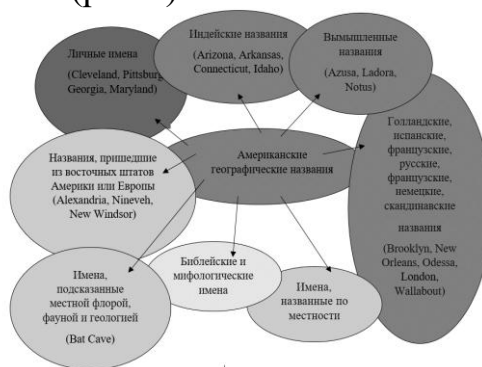 Личные имена
(Cleveland, Pittsburg
Georgia, Maryland)
Индейские названия
(Arizona, Arkansas,
Connecticut, Idaho)
Вымышленные
названия
(Azusa, Ladora,
Notus)
Голландские,
испанские,
французские,
русские,
французские,
немецкие,
скандинавские
названия
(Brooklyn, New
Orleans, Odessa,
London,
Wallabout)
Американские
географические названия
Названия, пришедшие
из восточных штатов
Америки или Европы
(Alexandria, Nineveh,
New Windsor)
Имена,
подсказанные
местной флорой,
фауной и геологией
(Bat Cave)
Библейские и
мифологические
имена
Имена,
названные по
местности